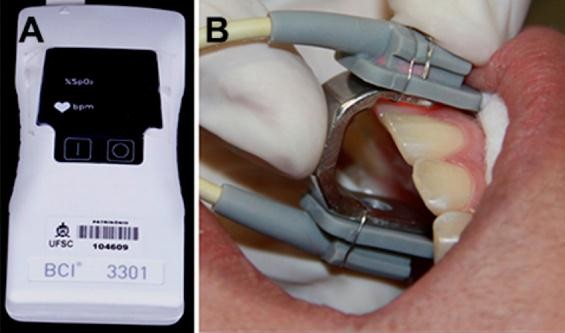 A
%SpO₂
bpm
PATRIMÔNIO
UFSC
104609
BCI® 3301
B